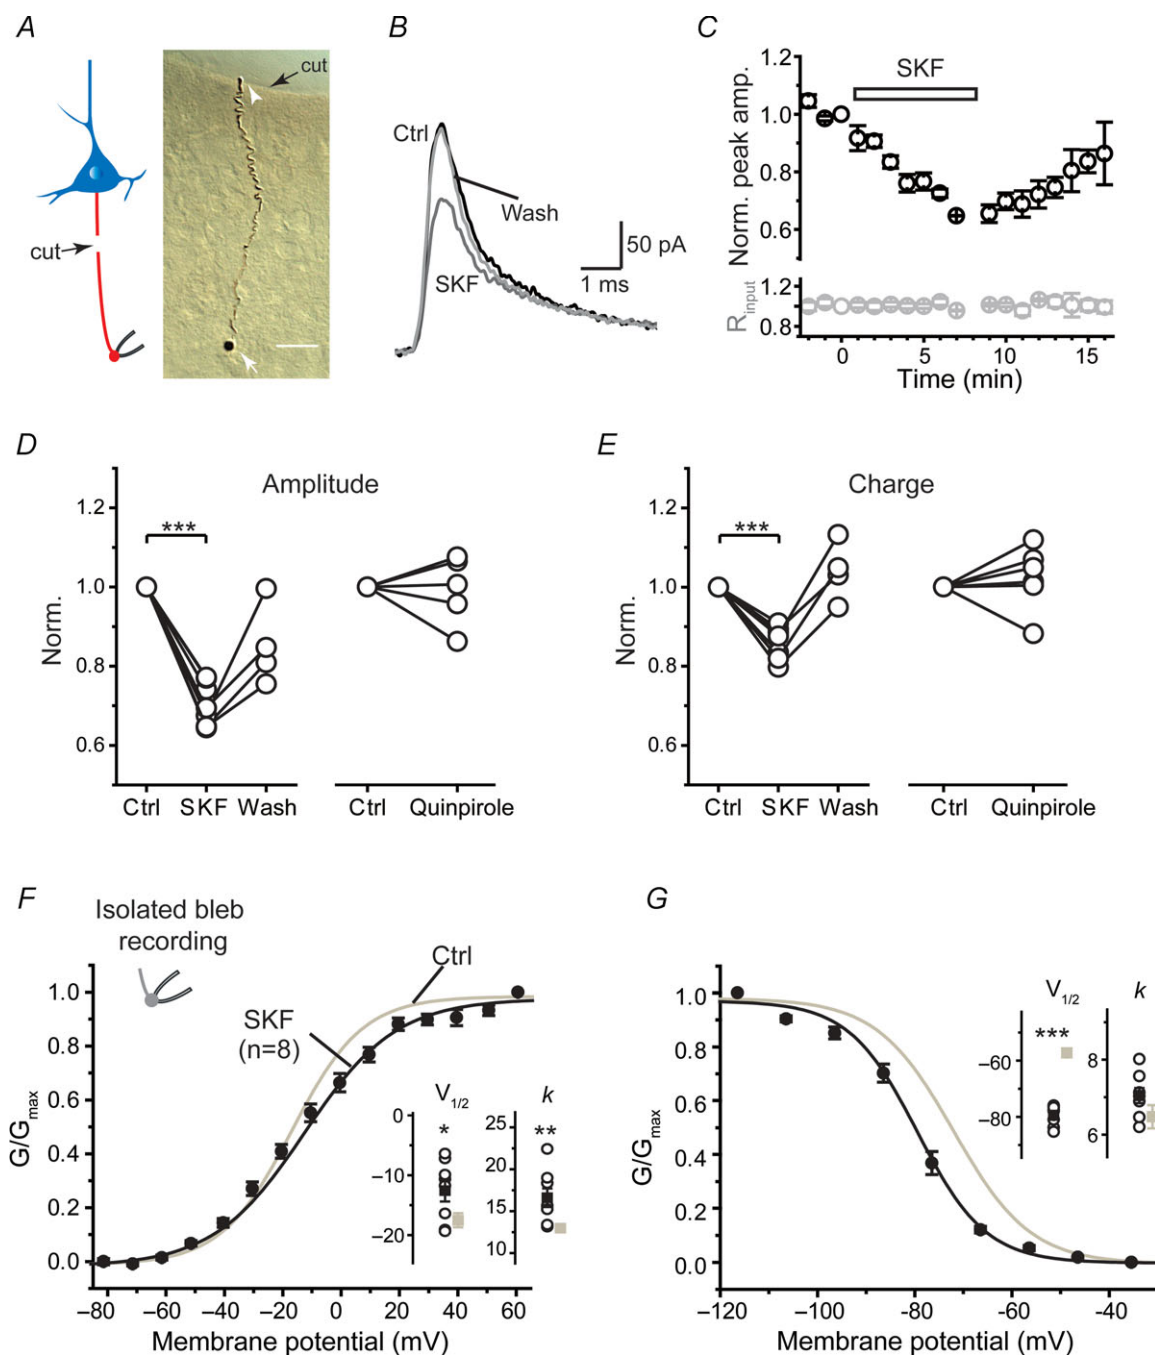 A
cut
cut
B
Ctrl
Wash
SKF
50 pA
1 ms
C
SKF
Norm. peak amp.
1.0
0.8
0.6
R_input
1.2
1.0
0.8
0
5
10
15
Time (min)
D
Amplitude
***
Norm.
1.2
1.0
0.8
0.6
Ctrl SKF Wash
Ctrl Quinpirole
E
Charge
***
Norm.
1.2
1.0
0.8
0.6
Ctrl SKF Wash
Ctrl Quinpirole
F
Isolated bleb
recording
Ctrl
SKF
(n=8)
G/G_max
1.0
0.8
0.6
0.4
0.2
0.0
−80 −60 −40 −20 0 20 40 60
Membrane potential (mV)
V_1/2
*
0
−10
−20
k
**
25
20
15
10
G
G/G_max
1.0
0.8
0.6
0.4
0.2
0.0
−120 −100 −80 −60 −40
Membrane potential (mV)
V_1/2
***
−60
−80
k
8
6